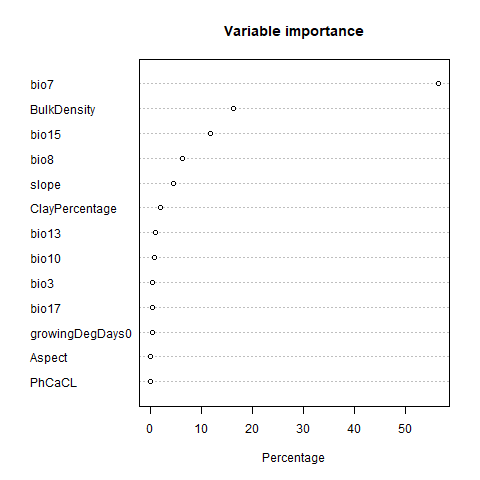 Variable importance
bio7
BulkDensity
bio15
bio8
slope
ClayPercentage
bio13
bio10
bio3
bio17
growingDegDays0
Aspect
PhCaCL
0 10 20 30 40 50
Percentage